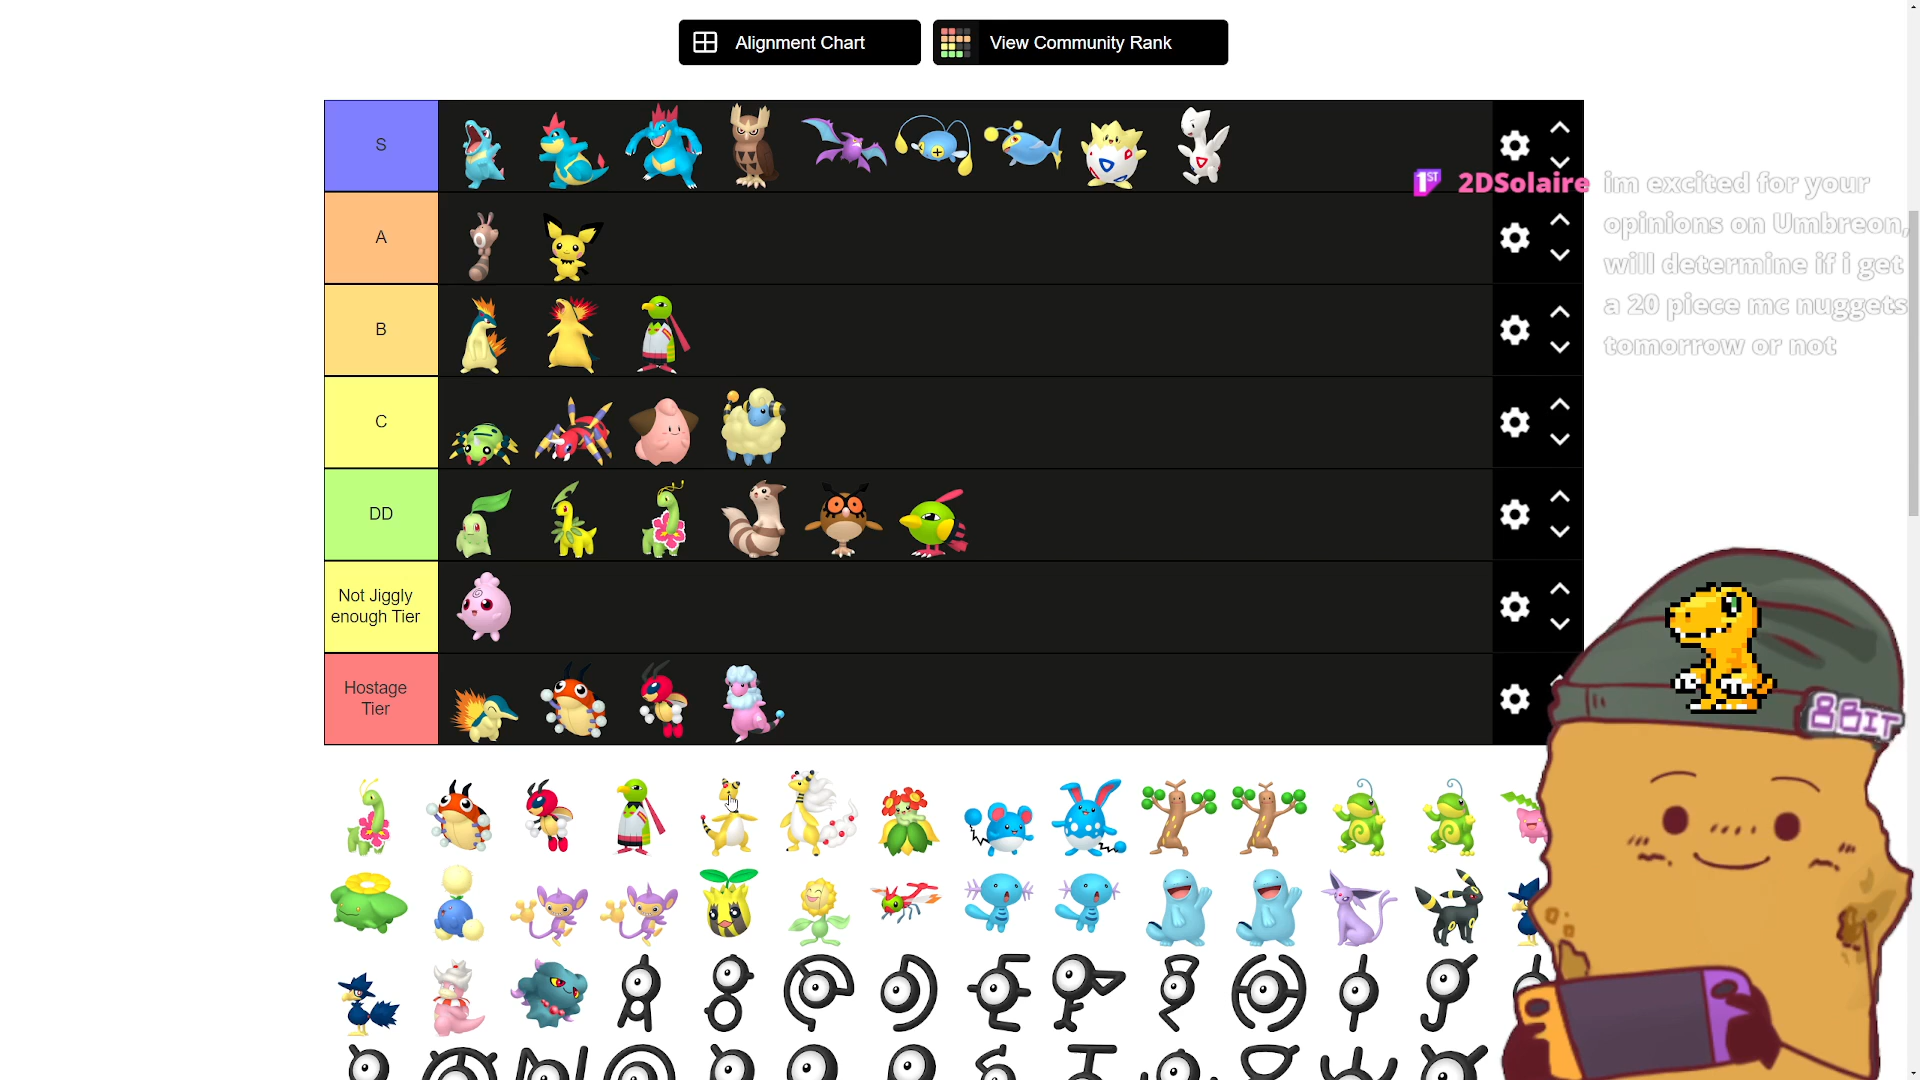 Alignment Chart
View Community Rank
S
1ST 2DSolaire im excited for your
opinions on Umbreon,
will determine if i get
a 20 piece mc nuggets
tomorrow or not
A
B
C
DD
Not Jiggly
enough Tier
Hostage
Tier
8BIT